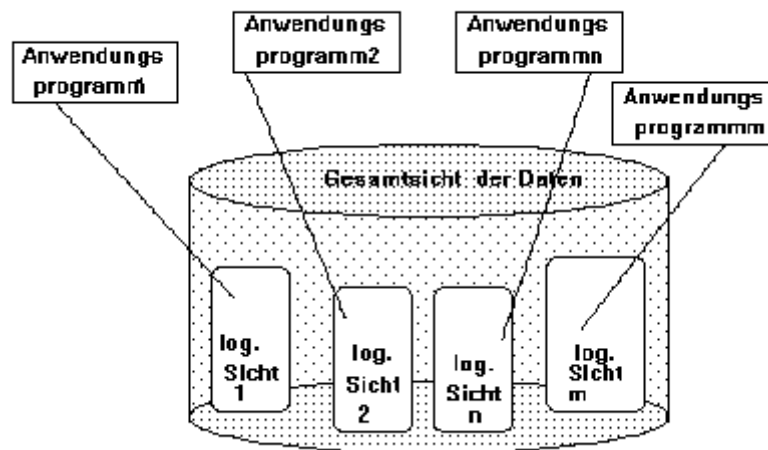 Anwendungs
programm1
Anwendungs
programm2
Anwendungs
programmn
Anwendungs
programmm
Gesamtsicht der Daten
log.
Sicht
1
log.
Sicht
2
log.
Sicht
n
log.
Sicht
m